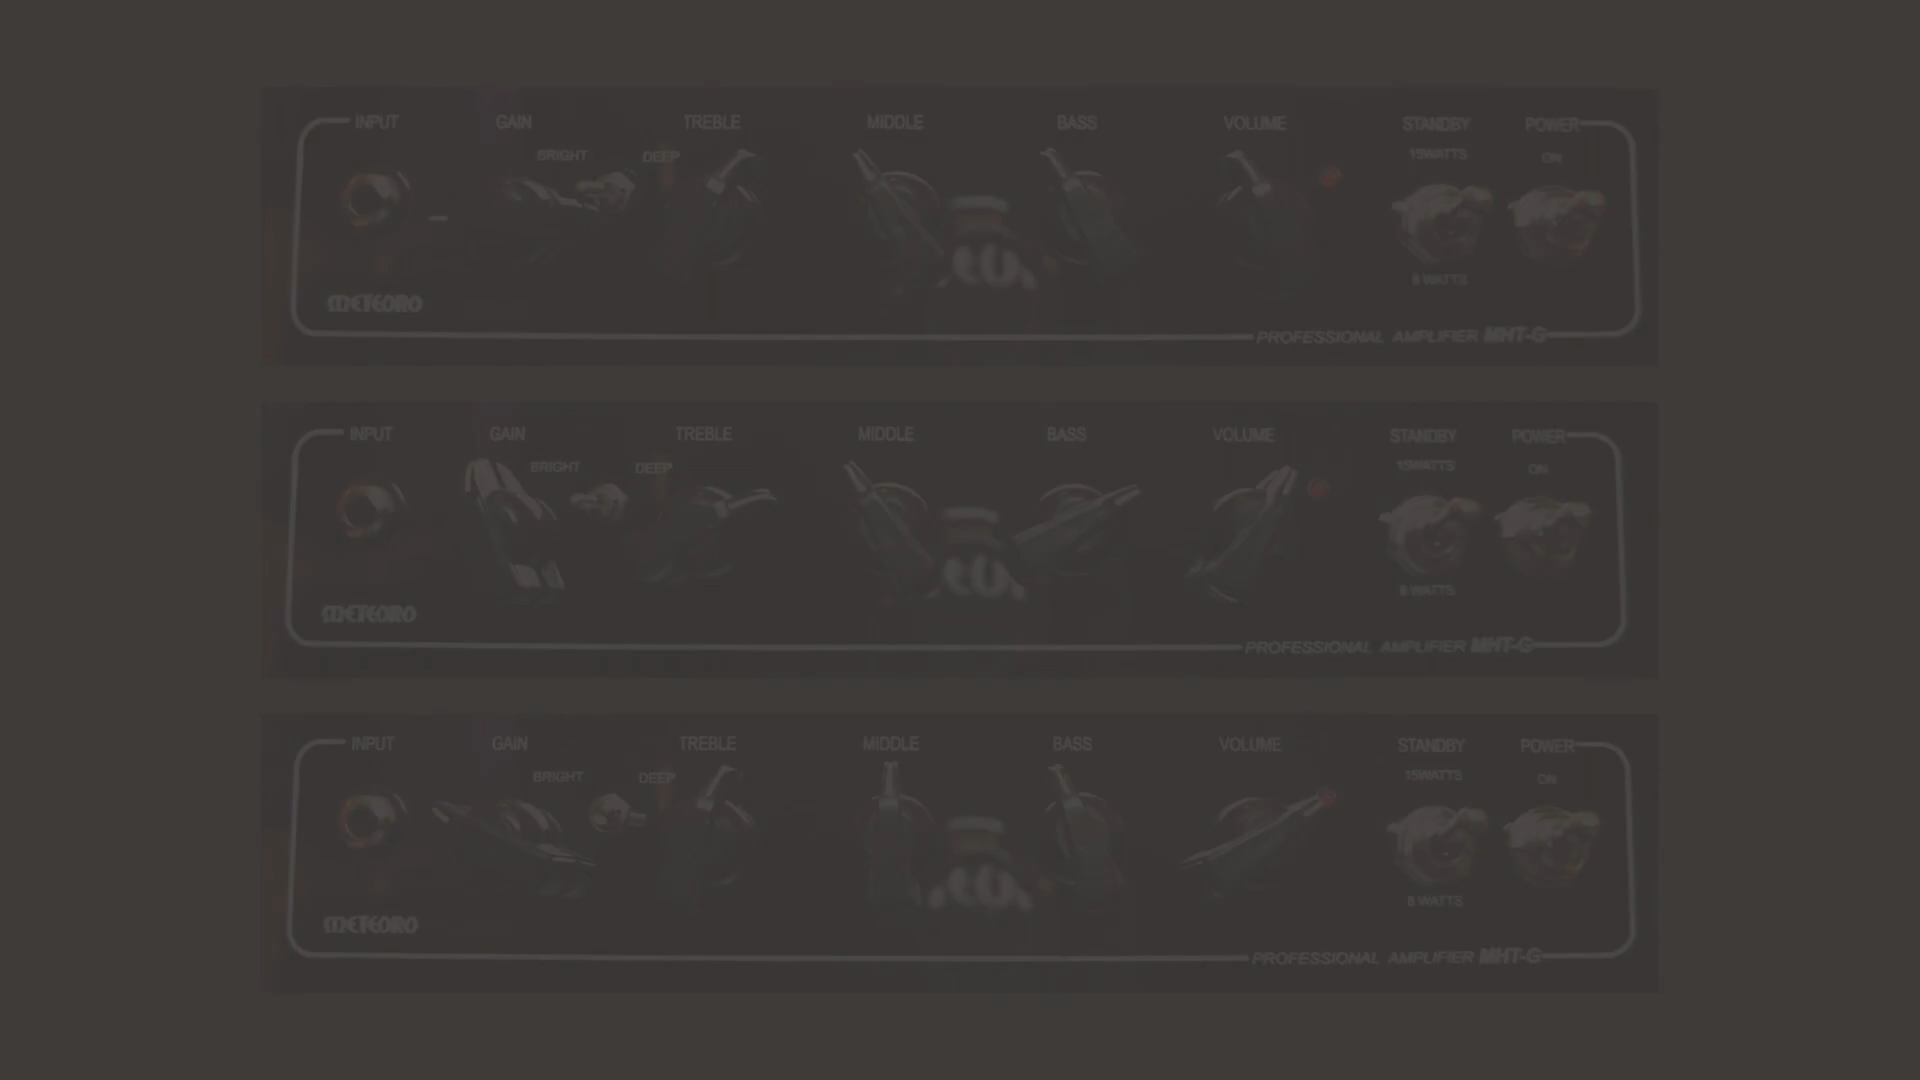 INPUT GAIN TREBLE MIDDLE BASS VOLUME STANDBY POWER
BRIGHT DEEP 15WATTS ON
8 WATTS
METEORO
PROFESSIONAL AMPLIFIER MHT-G
INPUT GAIN TREBLE MIDDLE BASS VOLUME STANDBY POWER
BRIGHT DEEP 15WATTS ON
8 WATTS
METEORO
PROFESSIONAL AMPLIFIER MHT-G
INPUT GAIN TREBLE MIDDLE BASS VOLUME STANDBY POWER
BRIGHT DEEP 15WATTS ON
8 WATTS
METEORO
PROFESSIONAL AMPLIFIER MHT-G